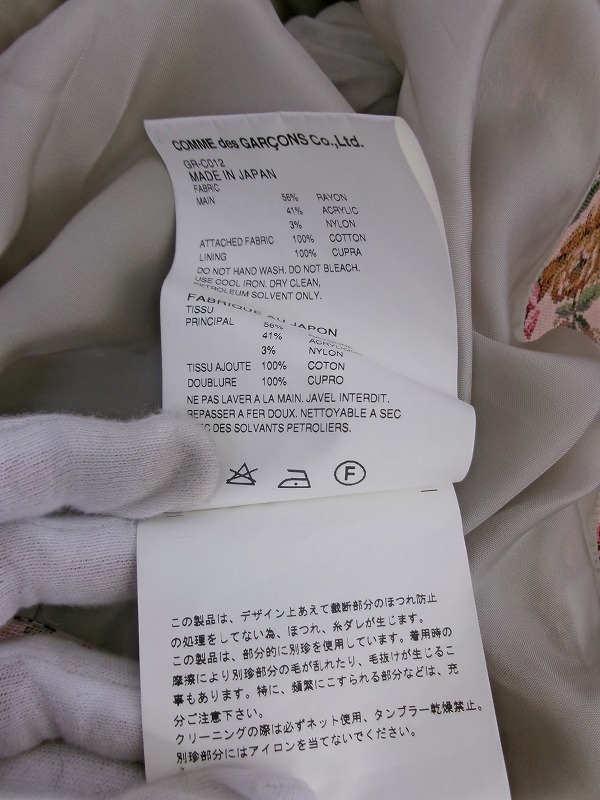 COMME des GARÇONS Co.,Ltd.
GR-C012
MADE IN JAPAN
FABRIC
MAIN 56% RAYON
41% ACRYLIC
3% NYLON
ATTACHED FABRIC 100% COTTON
LINING 100% CUPRA
DO NOT HAND WASH. DO NOT BLEACH.
USE COOL IRON. DRY CLEAN,
PETROLEUM SOLVENT ONLY.
FABRIQUE AU JAPON
TISSU
PRINCIPAL 56%
41% ACRYLIQUE
3% NYLON
TISSU AJOUTE 100% COTON
DOUBLURE 100% CUPRO
NE PAS LAVER A LA MAIN. JAVEL INTERDIT.
REPASSER A FER DOUX. NETTOYABLE A SEC
DES SOLVANTS PETROLIERS.
F
この製品は、デザイン上あえて裁断部分のほつれ防止
の処理をしてない為、ほつれ、糸ダレが生じます。
この製品は、部分的に別珍を使用しています。着用時の
摩擦により別珍部分の毛が乱れたり、毛抜けが生じるこ
事もあります。特に、頻繁にこすられる部分などは、充
分ご注意下さい。
クリーニングの際は必ずネット使用、タンブラー乾燥禁止。
別珍部分にはアイロンを当てないでください。